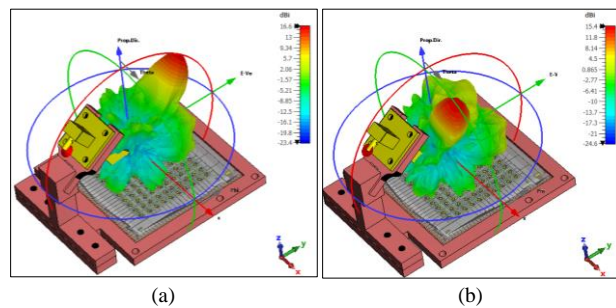 dBi
16.6
13
9.34
5.7
2.06
-1.57
-5.21
-8.85
-12.5
-16.1
-19.8
-23.4
Prop.Dir.
Theta
E-Ve
z
y
x
(a)
dBi
15.4
11.8
8.14
4.5
0.865
-2.77
-6.41
-10
-13.7
-17.3
-21
-24.6
Prop.Dir.
Theta
E-V
z
y
x
(b)